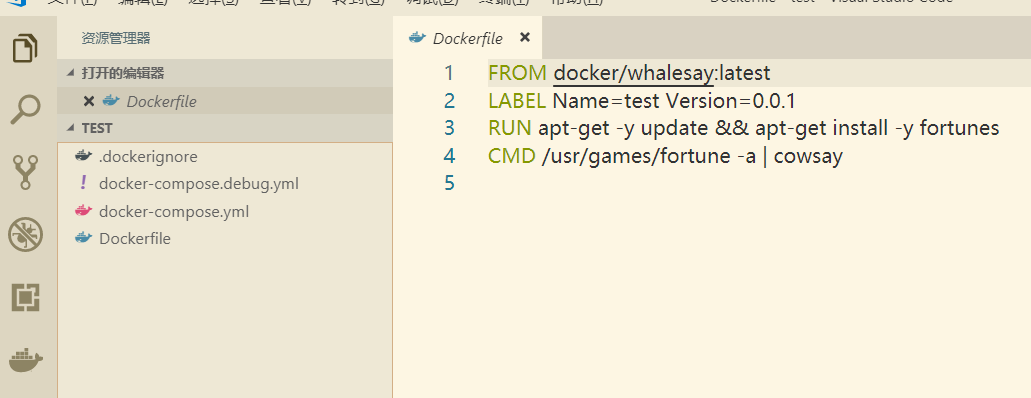 Dockerfile - test - Visual Studio Code
资源管理器
打开的编辑器
Dockerfile
TEST
.dockerignore
! docker-compose.debug.yml
docker-compose.yml
Dockerfile
Dockerfile
1 FROM docker/whalesay:latest
2 LABEL Name=test Version=0.0.1
3 RUN apt-get -y update && apt-get install -y fortunes
4 CMD /usr/games/fortune -a | cowsay
5